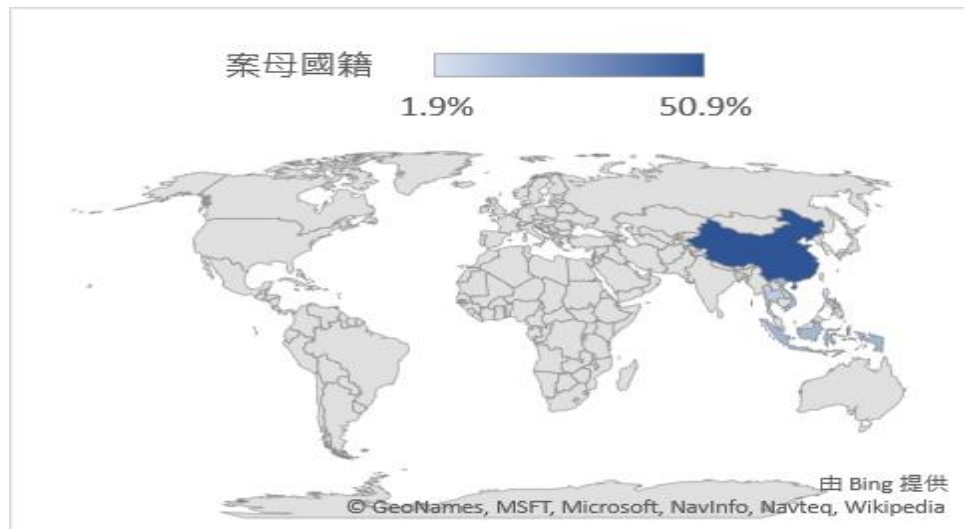 案母國籍
1.9% 50.9%
由 Bing 提供
© GeoNames, MSFT, Microsoft, NavInfo, Navteq, Wikipedia